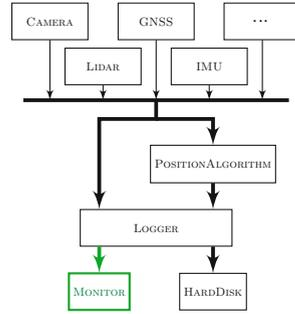 CAMERA GNSS ...
LIDAR IMU
POSITIONALGORITHM
LOGGER
MONITOR HARDDISK